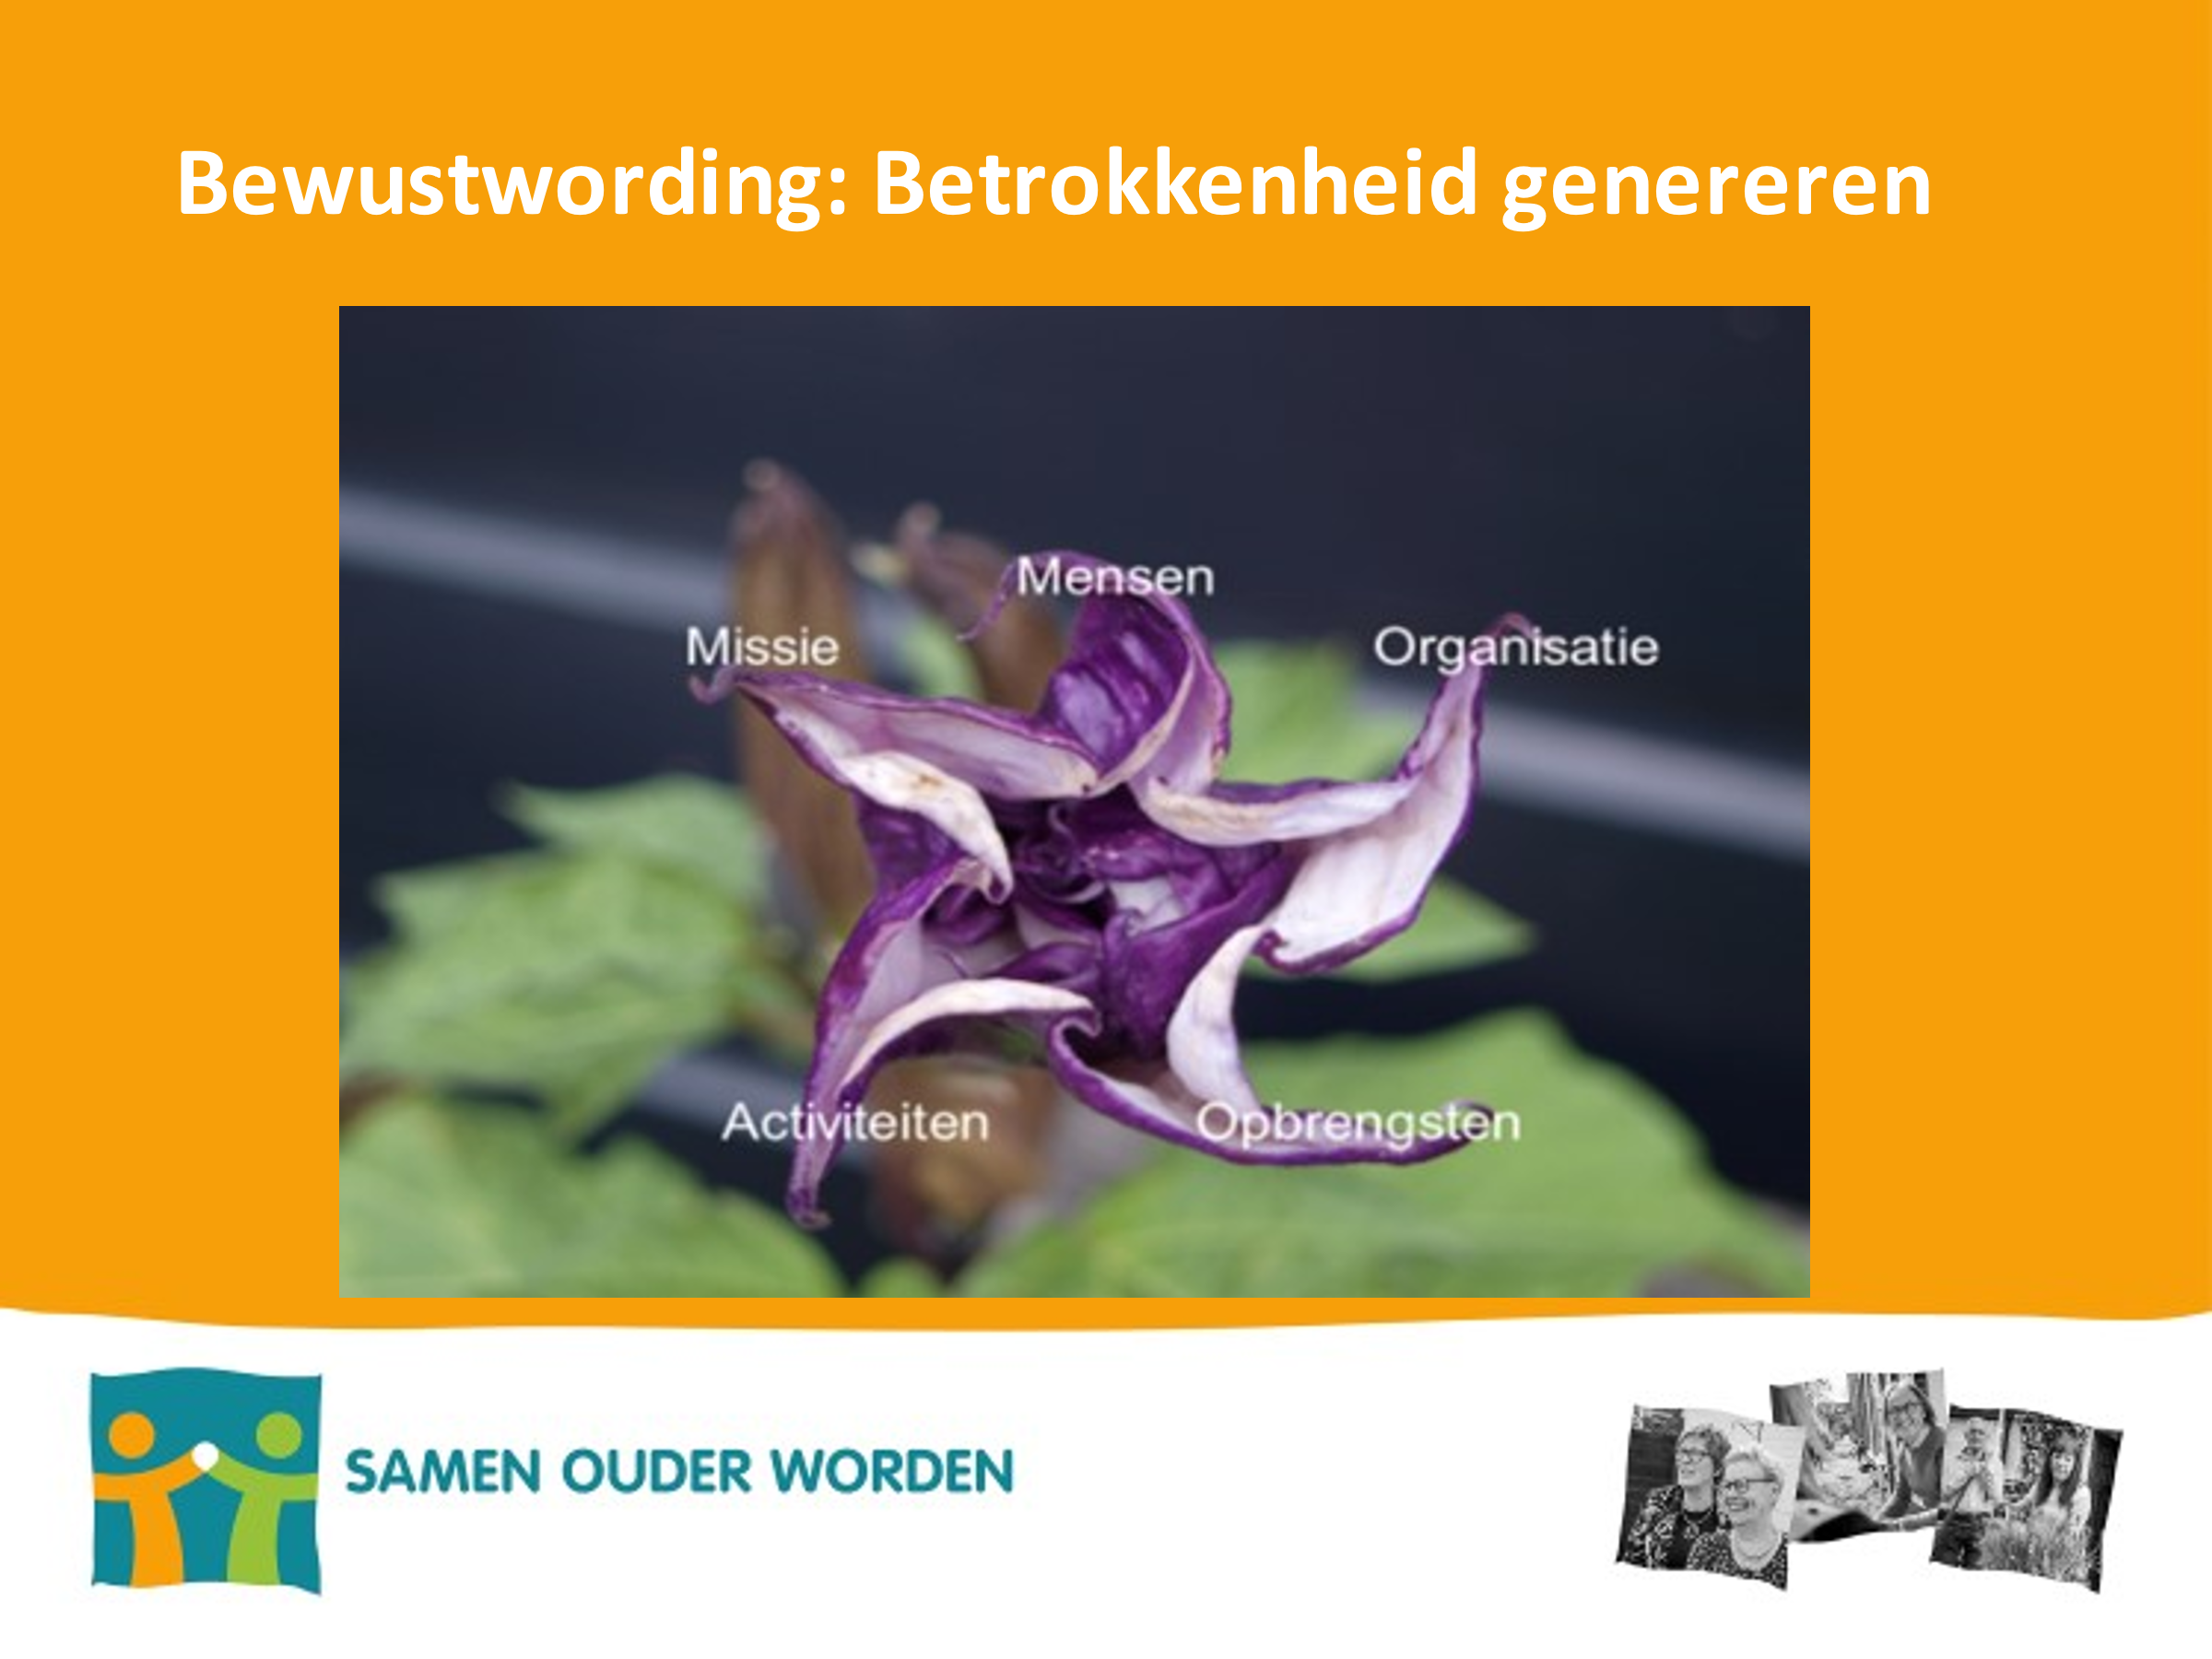 Bewustwording: Betrokkenheid genereren
Mensen
Missie
Organisatie
Activiteiten
Opbrengsten
SAMEN OUDER WORDEN